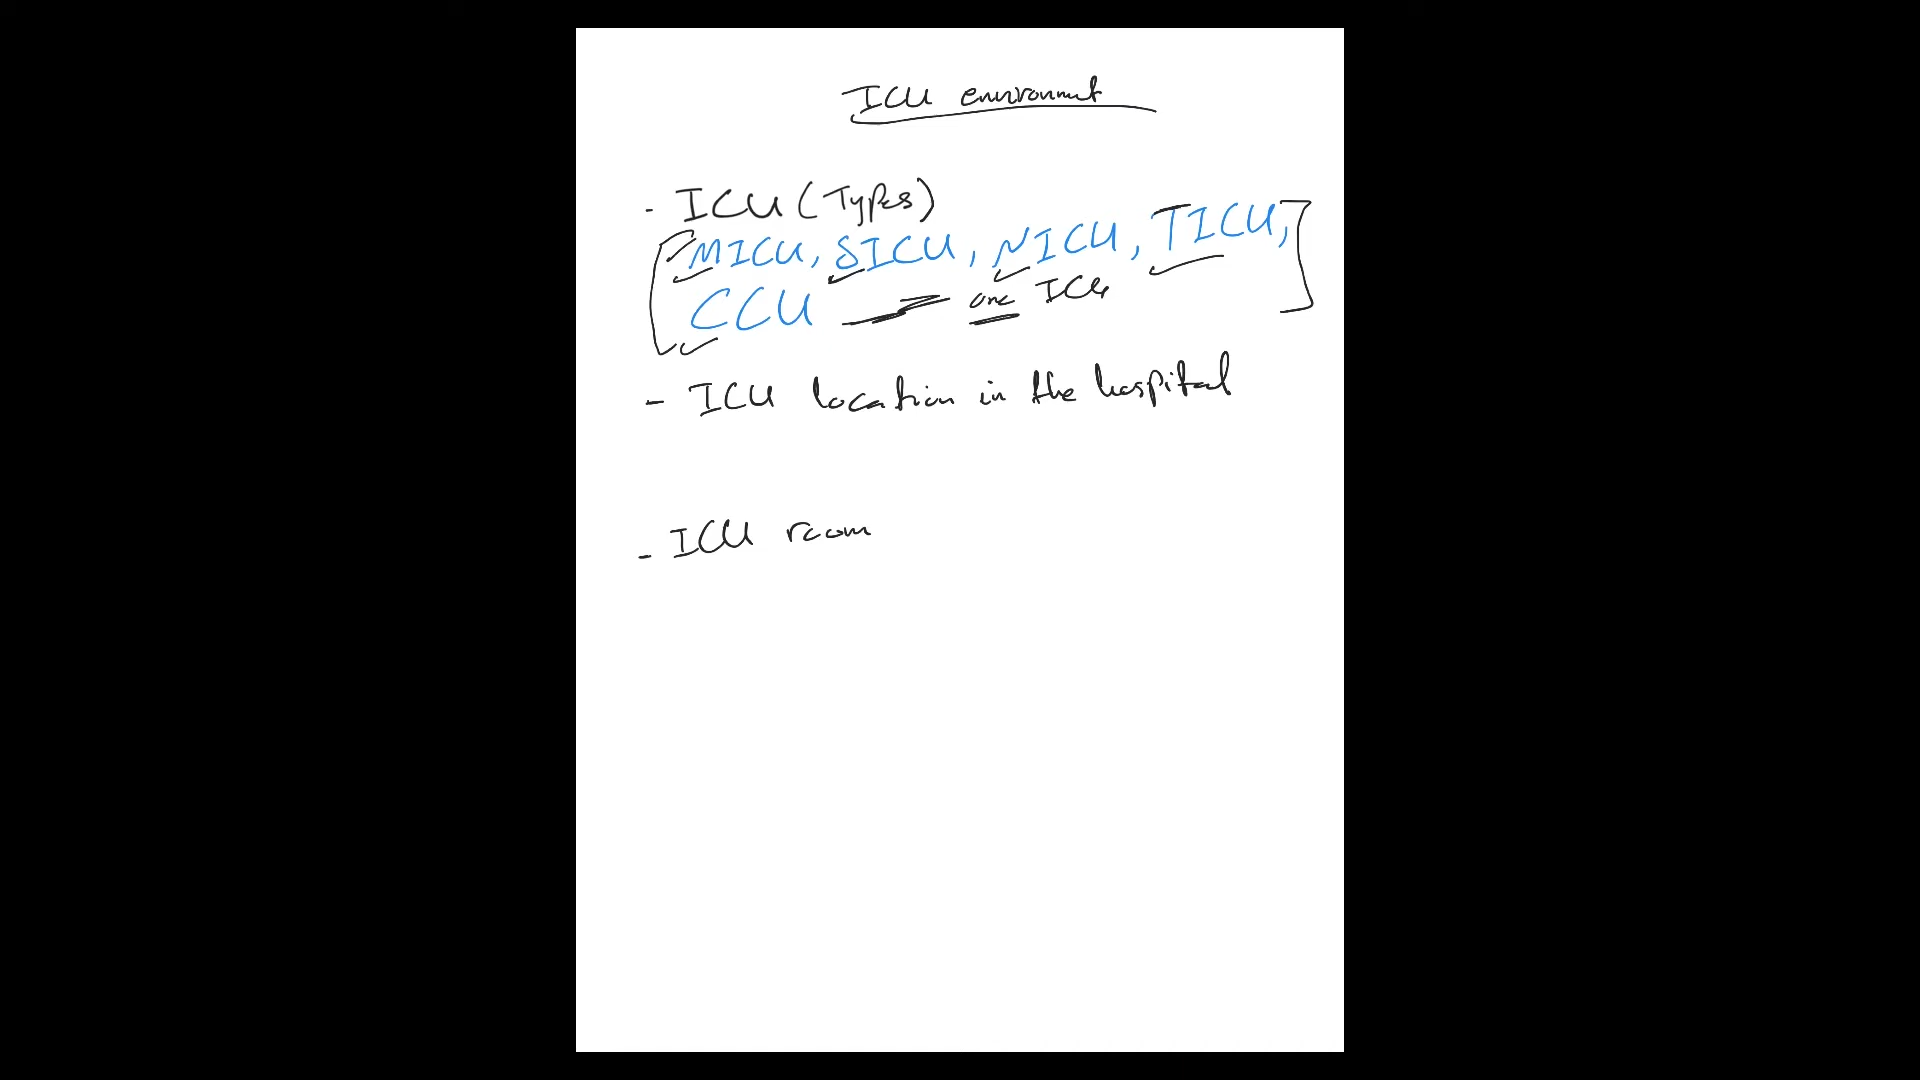 ICU environment
- ICU (Types)
MICU, SICU, NICU, TICU,
CCU one ICU
- ICU location in the hospital
- ICU room